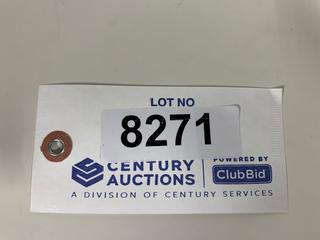 LOT NO
8271
CENTURY
AUCTIONS
POWERED BY
ClubBid
A DIVISION OF CENTURY SERVICES